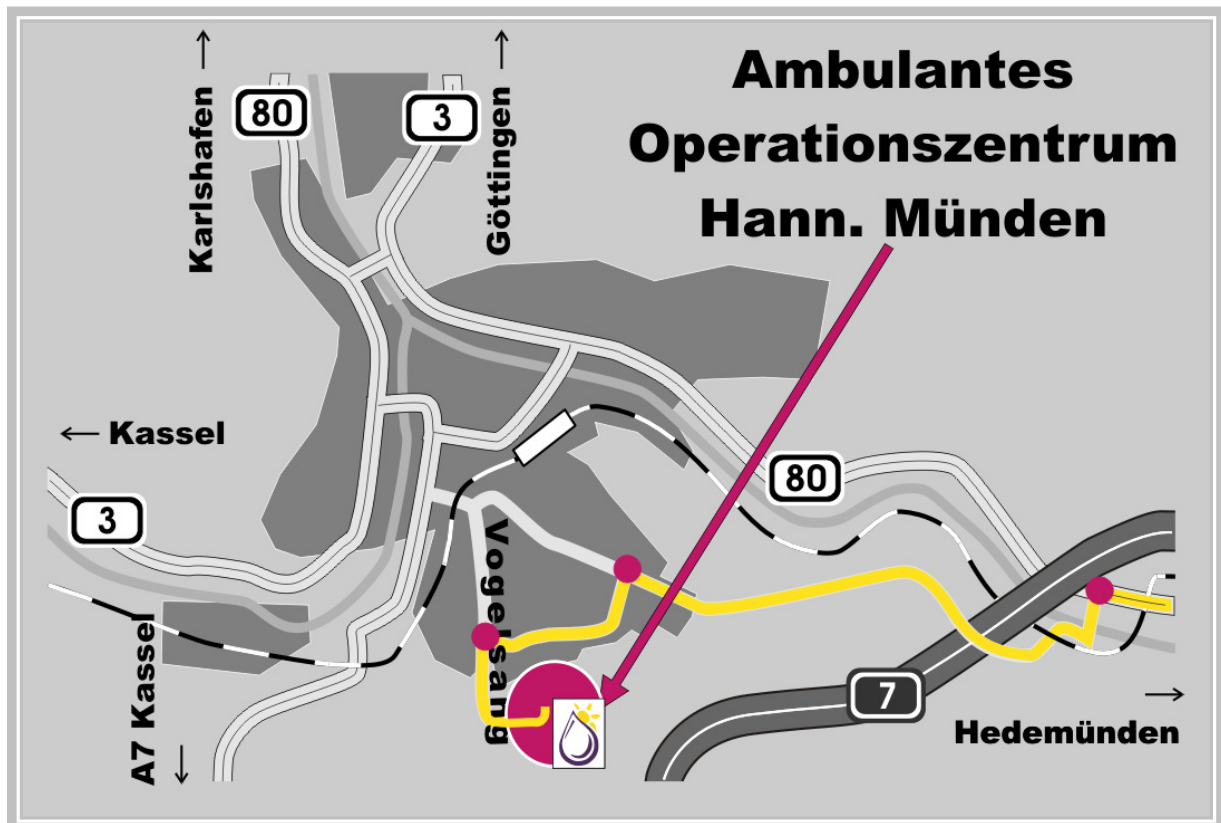 Ambulantes
Operationszentrum
Hann. Münden
Karlshafen
80
3
Göttingen
Kassel
3
80
Vogelsang
A7 Kassel
7
Hedemünden